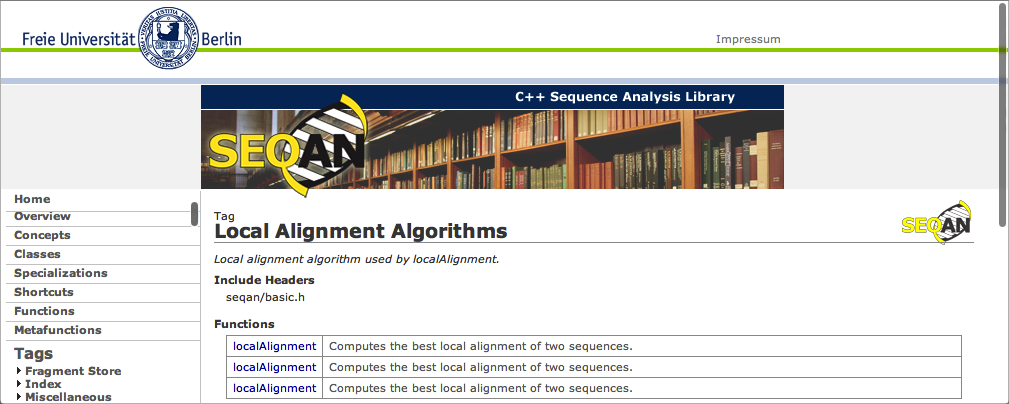 Freie Universität Berlin
VERITAS IUSTITIA LIBERTAS
FREIE UNIVERSITÄT BERLIN
Impressum
C++ Sequence Analysis Library
SEQAN
Home
Overview
Concepts
Classes
Specializations
Shortcuts
Functions
Metafunctions
Tags
Fragment Store
Index
Miscellaneous
Tag
SEQAN
Local Alignment Algorithms
Local alignment algorithm used by localAlignment.
Include Headers
seqan/basic.h
Functions
localAlignment Computes the best local alignment of two sequences.
localAlignment Computes the best local alignment of two sequences.
localAlignment Computes the best local alignment of two sequences.